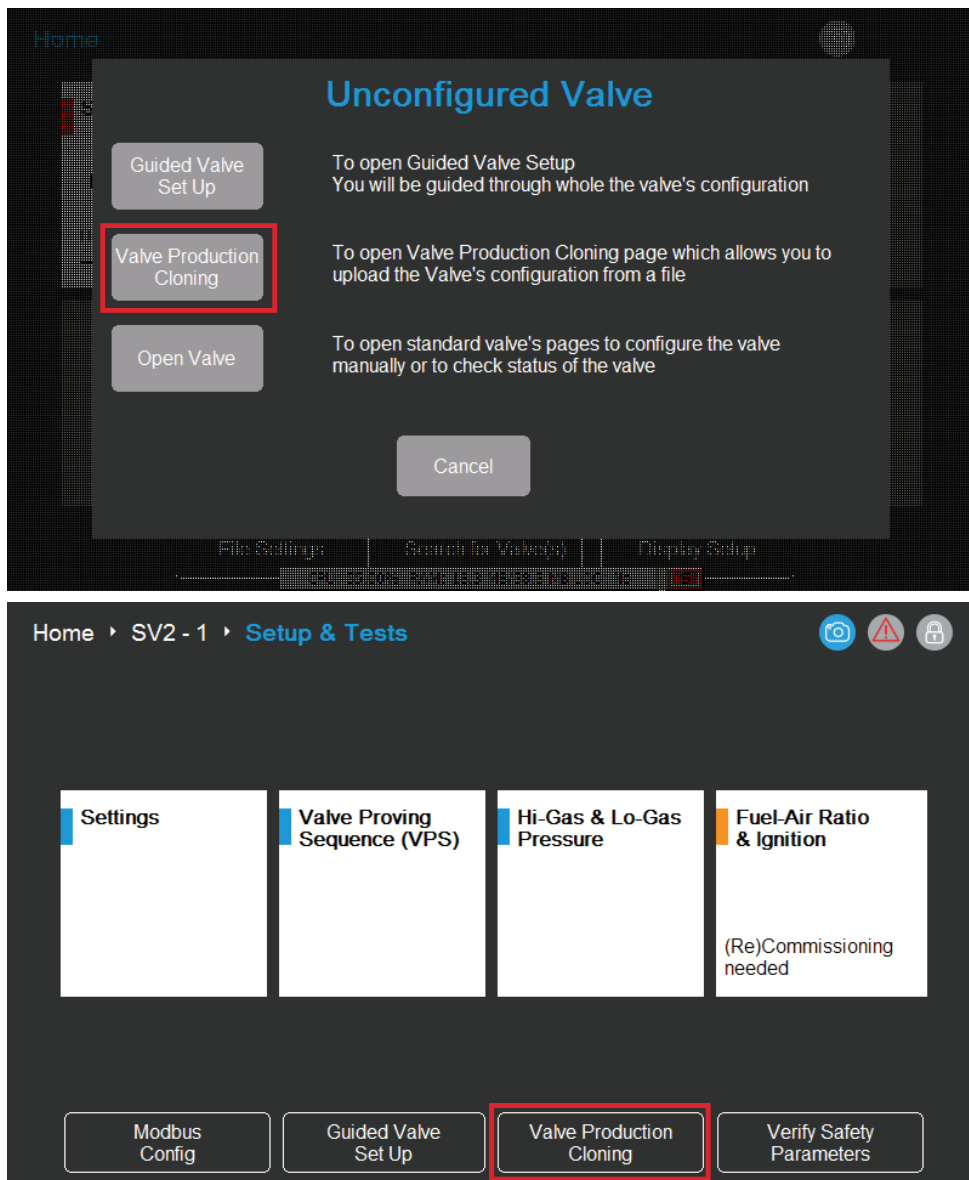 Home
Unconfigured Valve
Guided Valve
Set Up
To open Guided Valve Setup
You will be guided through whole the valve's configuration
Valve Production
Cloning
To open Valve Production Cloning page which allows you to
upload the Valve's configuration from a file
Open Valve
To open standard valve's pages to configure the valve
manually or to check status of the valve
Cancel
File Settings
Search for Valve(s)
Display Setup
Home SV2 - 1 Setup & Tests
Settings
Valve Proving
Sequence (VPS)
Hi-Gas & Lo-Gas
Pressure
Fuel-Air Ratio
& Ignition
(Re)Commissioning
needed
Modbus
Config
Guided Valve
Set Up
Valve Production
Cloning
Verify Safety
Parameters